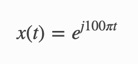 x(t) = e^{j100πt}